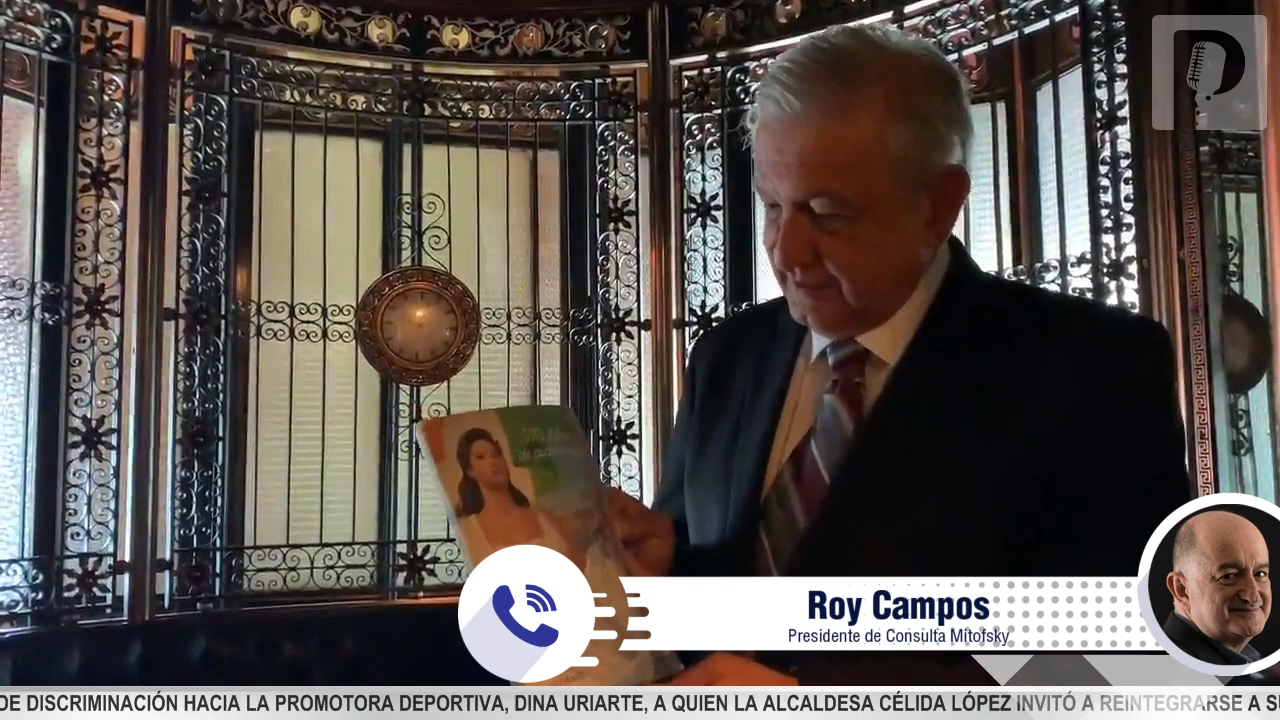 Roy Campos
Presidente de Consulta Mitofsky
DE DISCRIMINACIÓN HACIA LA PROMOTORA DEPORTIVA, DINA URIARTE, A QUIEN LA ALCALDESA CÉLIDA LÓPEZ INVITÓ A REINTEGRARSE A